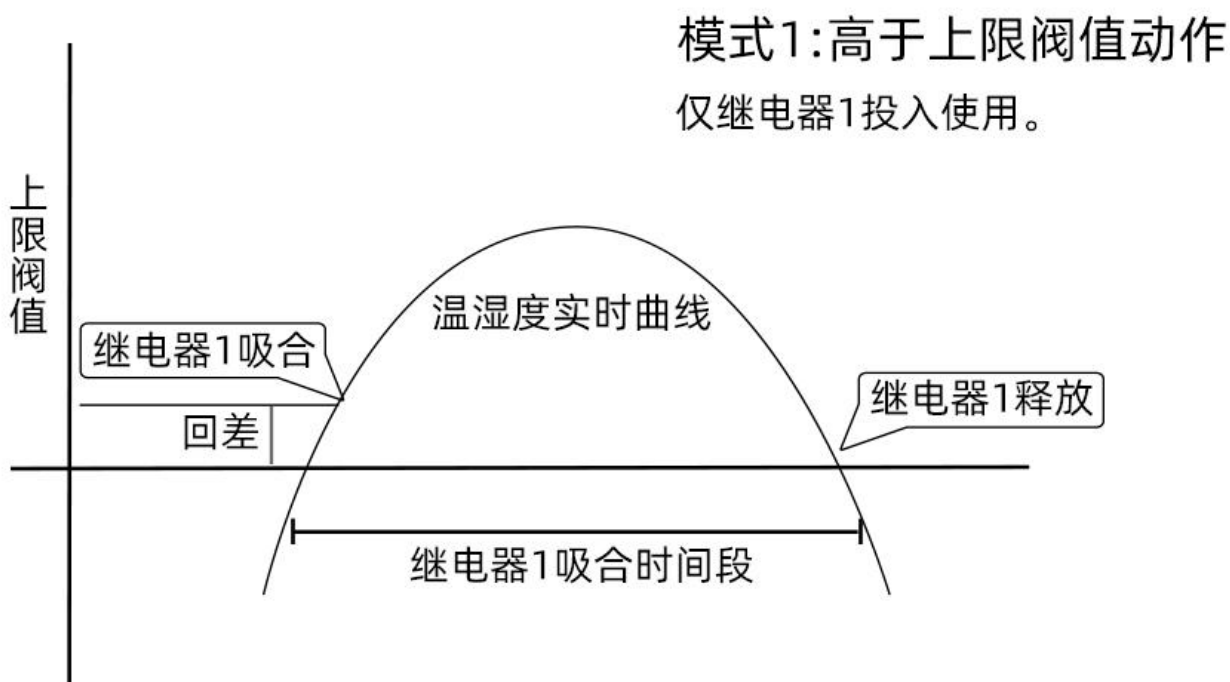 模式1:高于上限阀值动作
仅继电器1投入使用。
上限阀值
温湿度实时曲线
继电器1吸合
继电器1释放
回差
继电器1吸合时间段